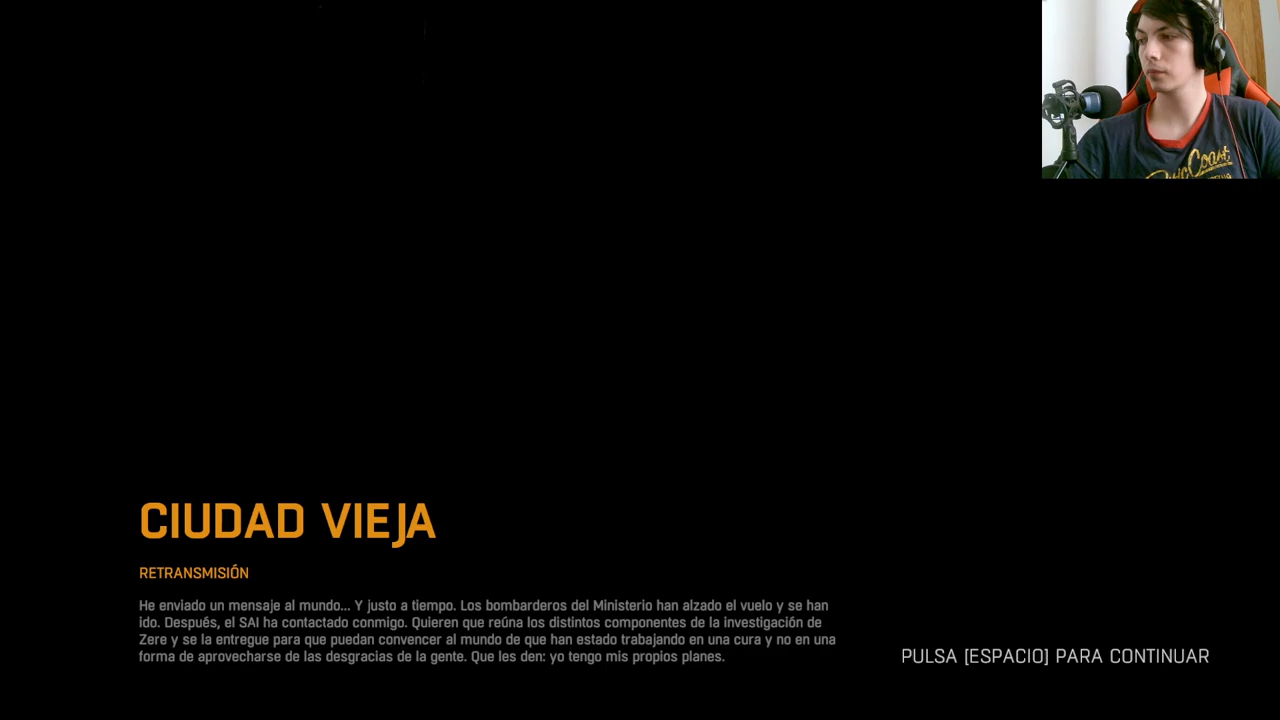 Coast
CIUDAD VIEJA
RETRANSMISIÓN
He enviado un mensaje al mundo... Y justo a tiempo. Los bombarderos del Ministerio han alzado el vuelo y se han
ido. Después, el SAI ha contactado conmigo. Quieren que reúna los distintos componentes de la investigación de
Zere y se la entregue para que puedan convencer al mundo de que han estado trabajando en una cura y no en una
forma de aprovecharse de las desgracias de la gente. Que les den: yo tengo mis propios planes.
PULSA [ESPACIO] PARA CONTINUAR